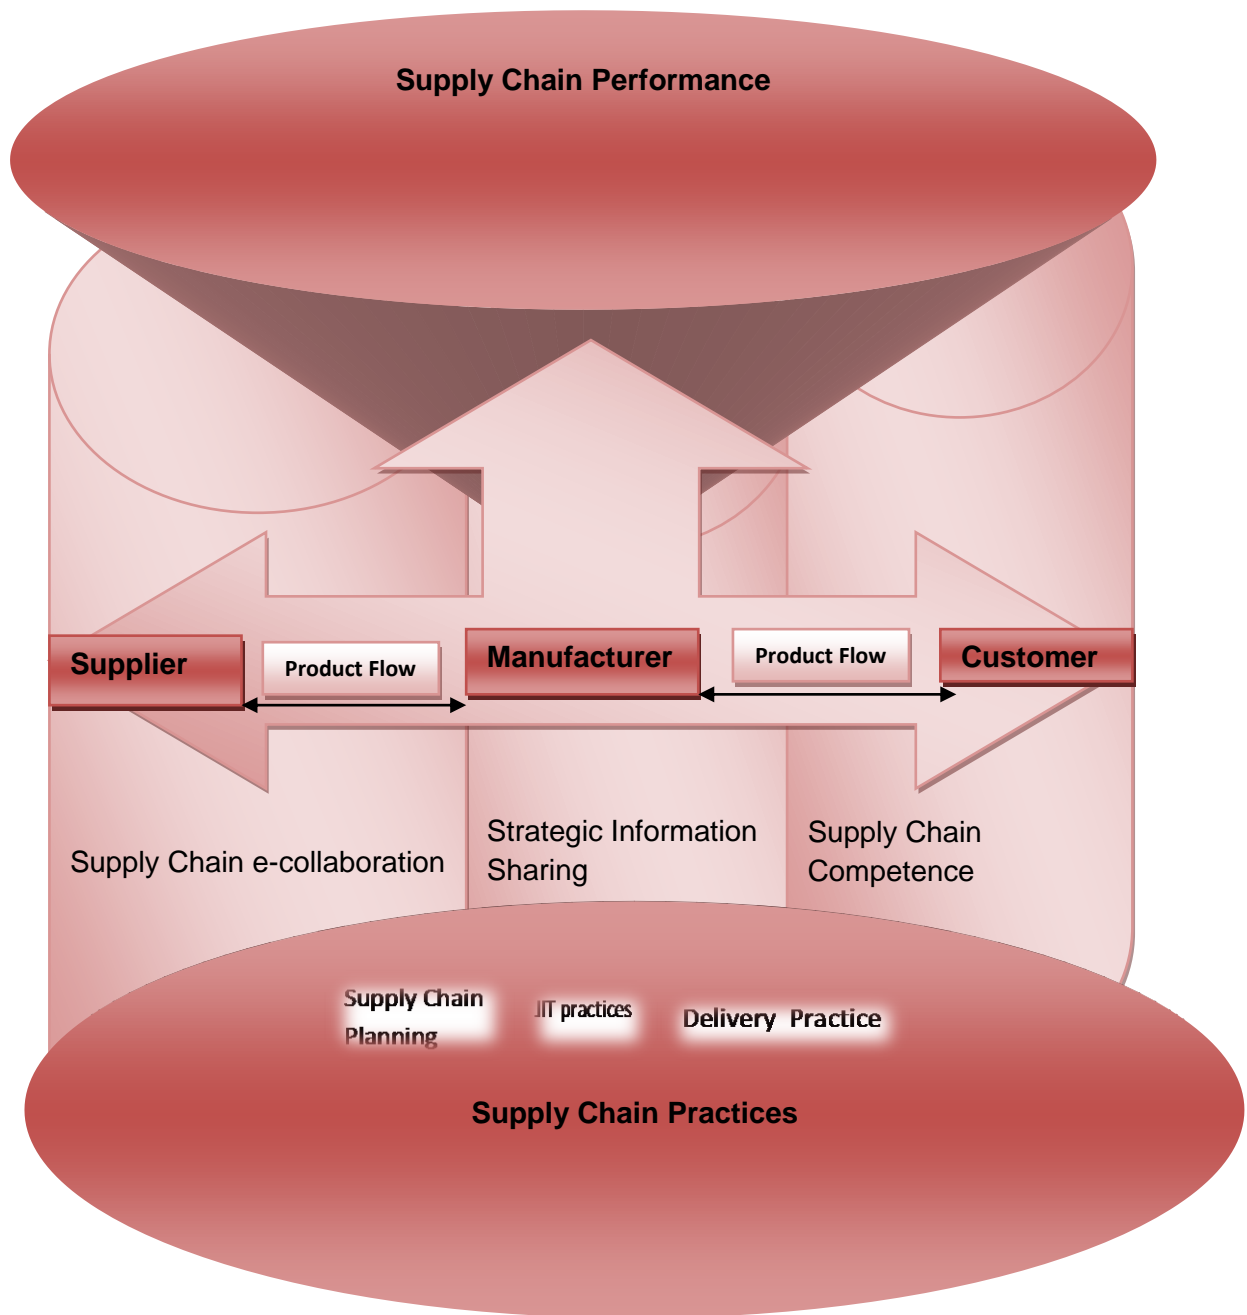 Supply Chain Performance
Supplier
Product Flow
Manufacturer
Product Flow
Customer
Supply Chain e-collaboration
Strategic Information
Sharing
Supply Chain
Competence
Supply Chain
Planning
JIT practices
Delivery Practice
Supply Chain Practices